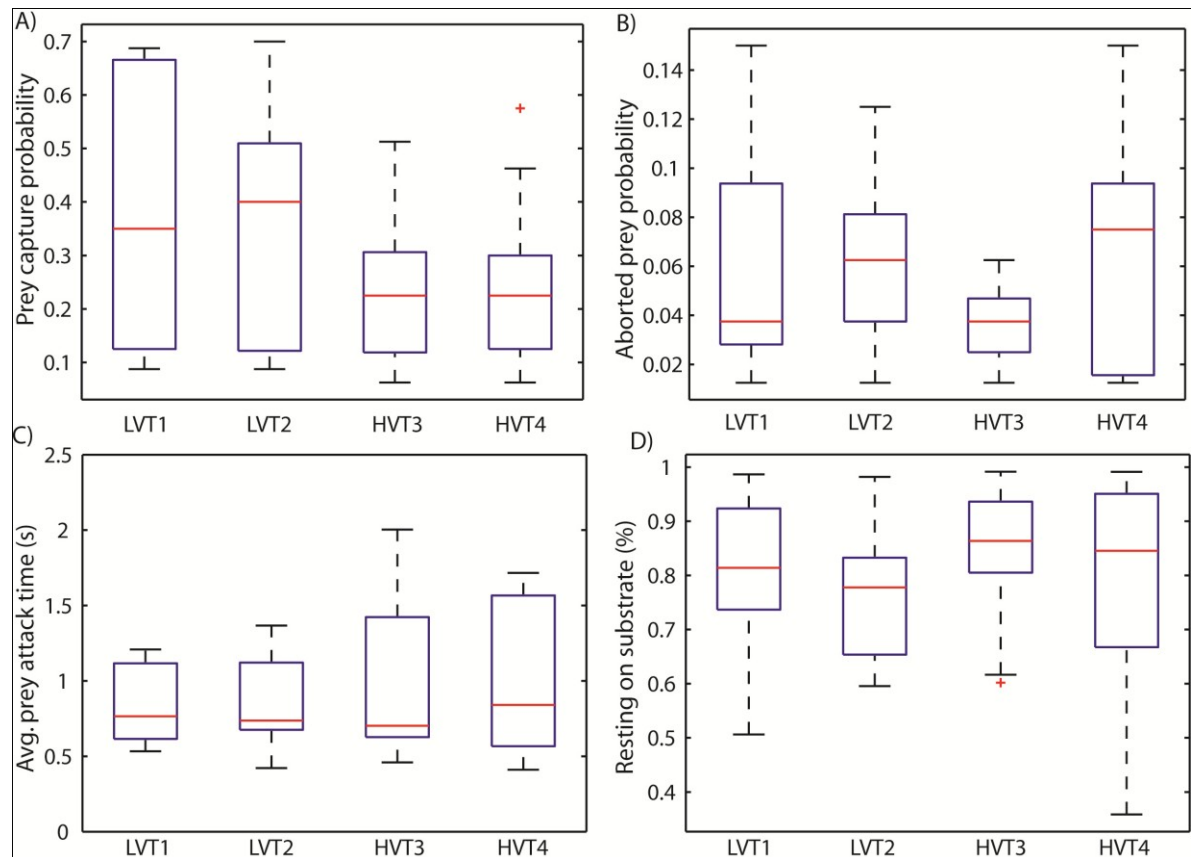 A)
Prey capture probability
0.7
0.6
0.5
0.4
0.3
0.2
0.1
LVT1 LVT2 HVT3 HVT4
B)
Aborted prey probability
0.14
0.12
0.1
0.08
0.06
0.04
0.02
LVT1 LVT2 HVT3 HVT4
C)
Avg. prey attack time (s)
2.5
2
1.5
1
0.5
0
LVT1 LVT2 HVT3 HVT4
D)
Resting on substrate (%)
1
0.9
0.8
0.7
0.6
0.5
0.4
LVT1 LVT2 HVT3 HVT4